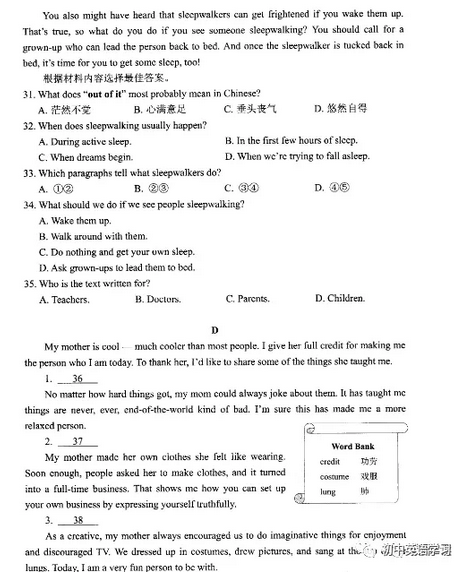 You also might have heard that sleepwalkers can get frightened if you wake them up.
That's true, so what do you do if you see someone sleepwalking? You should call for a
grown-up who can lead the person back to bed. And once the sleepwalker is tucked back in
bed, it's time for you to get some sleep, too!
根据材料内容选择最佳答案。
31. What does "out of it" most probably mean in Chinese?
A. 茫然不觉 B. 心满意足 C. 垂头丧气 D. 悠然自得
32. When does sleepwalking usually happen?
A. During active sleep. B. In the first few hours of sleep.
C. When dreams begin. D. When we're trying to fall asleep.
33. Which paragraphs tell what sleepwalkers do?
A. ①② B. ②③ C. ③④ D. ④⑤
34. What should we do if we see people sleepwalking?
A. Wake them up.
B. Walk around with them.
C. Do nothing and get your own sleep.
D. Ask grown-ups to lead them to bed.
35. Who is the text written for?
A. Teachers. B. Doctors. C. Parents. D. Children.
D
My mother is cool — much cooler than most people. I give her full credit for making me
the person who I am today. To thank her, I'd like to share some of the things she taught me.
1. 36
No matter how hard things got, my mom could always joke about them. It has taught me
things are never, ever, end-of-the-world kind of bad. I'm sure this has made me a more
relaxed person.
2. 37
My mother made her own clothes she felt like wearing.
Soon enough, people asked her to make clothes, and it turned
into a full-time business. That shows me how you can set up
your own business by expressing yourself truthfully.
Word Bank
credit 功劳
costume 戏服
lung 肺
3. 38
As a creative, my mother always encouraged us to do imaginative things for enjoyment
and discouraged TV. We dressed up in costumes, drew pictures, and sang at the
lungs. Today, I am a very fun person to be with.
初中英语学习